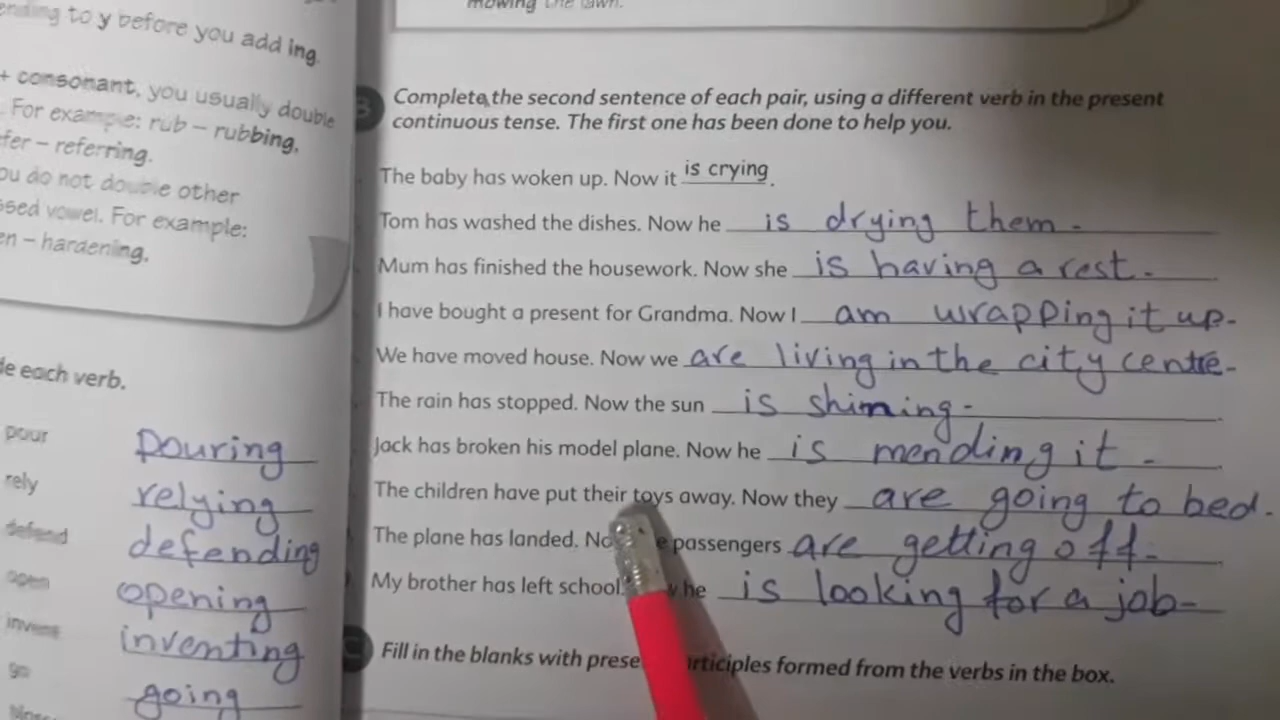 mowing the lawn.
ending to y before you add ing.
+ consonant, you usually double
For example: rub – rubbing,
fer – referring.
ou do not double other
ssed vowel. For example:
en – hardening.
de each verb.
pour pouring
rely relying
defend defending
open opening
invent inventing
go going
B Complete the second sentence of each pair, using a different verb in the present
continuous tense. The first one has been done to help you.
The baby has woken up. Now it is crying.
Tom has washed the dishes. Now he is drying them.
Mum has finished the housework. Now she is having a rest.
I have bought a present for Grandma. Now I am wrapping it up.
We have moved house. Now we are living in the city centre.
The rain has stopped. Now the sun is shining.
Jack has broken his model plane. Now he is mending it.
The children have put their toys away. Now they are going to bed.
The plane has landed. No e passengers are getting off.
My brother has left school. w he is looking for a job
C Fill in the blanks with prese rticiples formed from the verbs in the box.